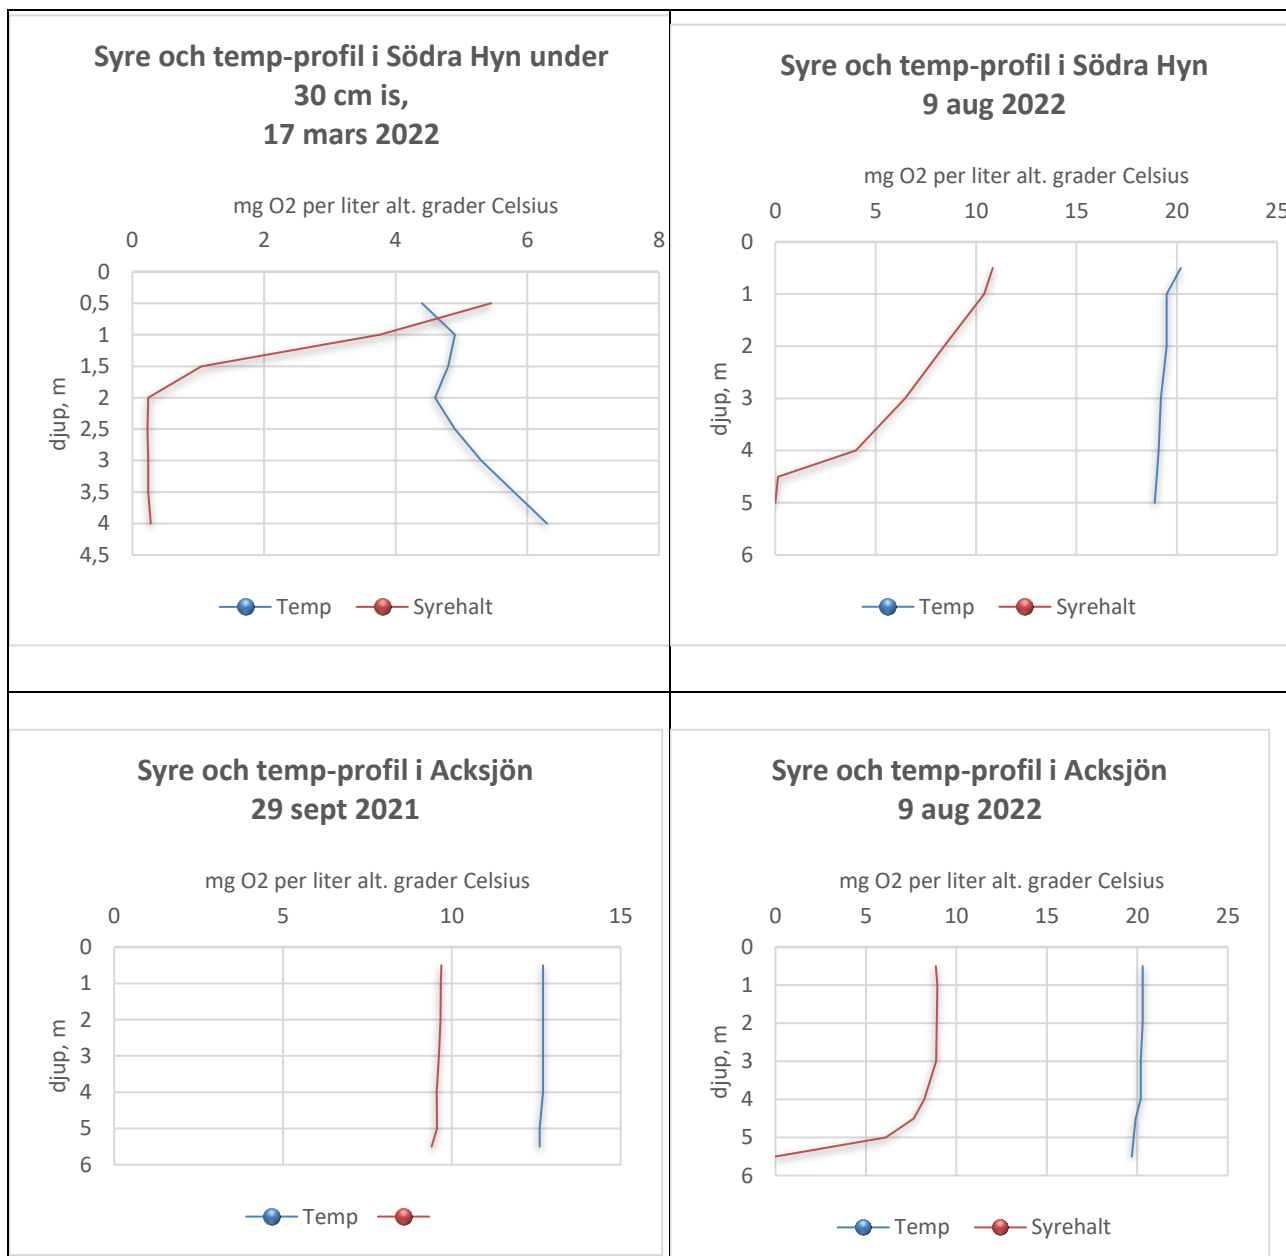 Syre och temp-profil i Södra Hyn under
30 cm is,
17 mars 2022
mg O2 per liter alt. grader Celsius
0 2 4 6 8
0
0,5
1
1,5
2
2,5
3
3,5
4
4,5
djup, m
Temp Syrehalt
Syre och temp-profil i Södra Hyn
9 aug 2022
mg O2 per liter alt. grader Celsius
0 5 10 15 20 25
0
1
2
3
4
5
6
djup, m
Temp Syrehalt
Syre och temp-profil i Acksjön
29 sept 2021
mg O2 per liter alt. grader Celsius
0 5 10 15
0
1
2
3
4
5
6
djup, m
Temp
Syre och temp-profil i Acksjön
9 aug 2022
mg O2 per liter alt. grader Celsius
0 5 10 15 20 25
0
1
2
3
4
5
6
djup, m
Temp Syrehalt